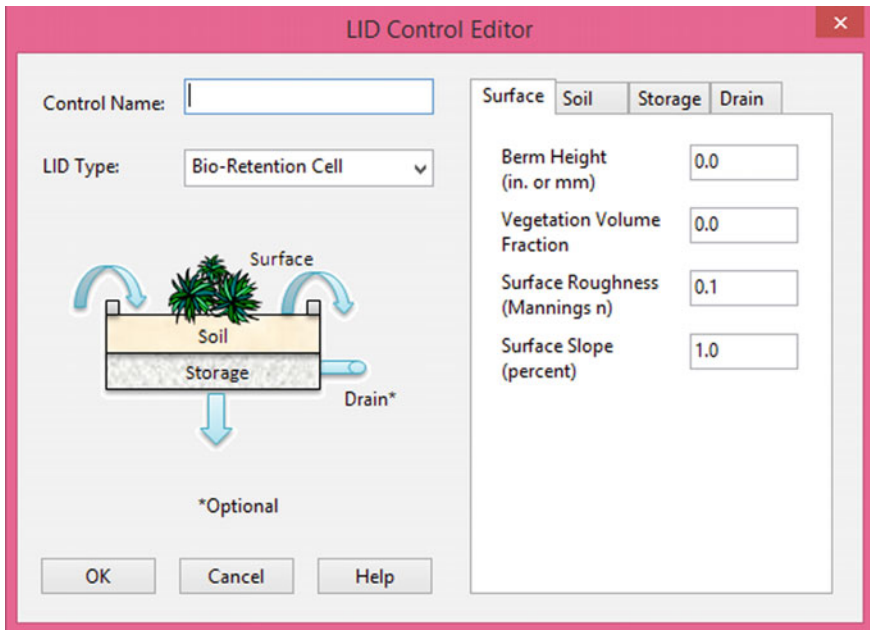 LID Control Editor
×
Control Name:
LID Type:
Bio-Retention Cell
Surface
Soil
Storage
Drain*
*Optional
OK
Cancel
Help
Surface
Soil
Storage
Drain
Berm Height
(in. or mm)
0.0
Vegetation Volume
Fraction
0.0
Surface Roughness
(Mannings n)
0.1
Surface Slope
(percent)
1.0